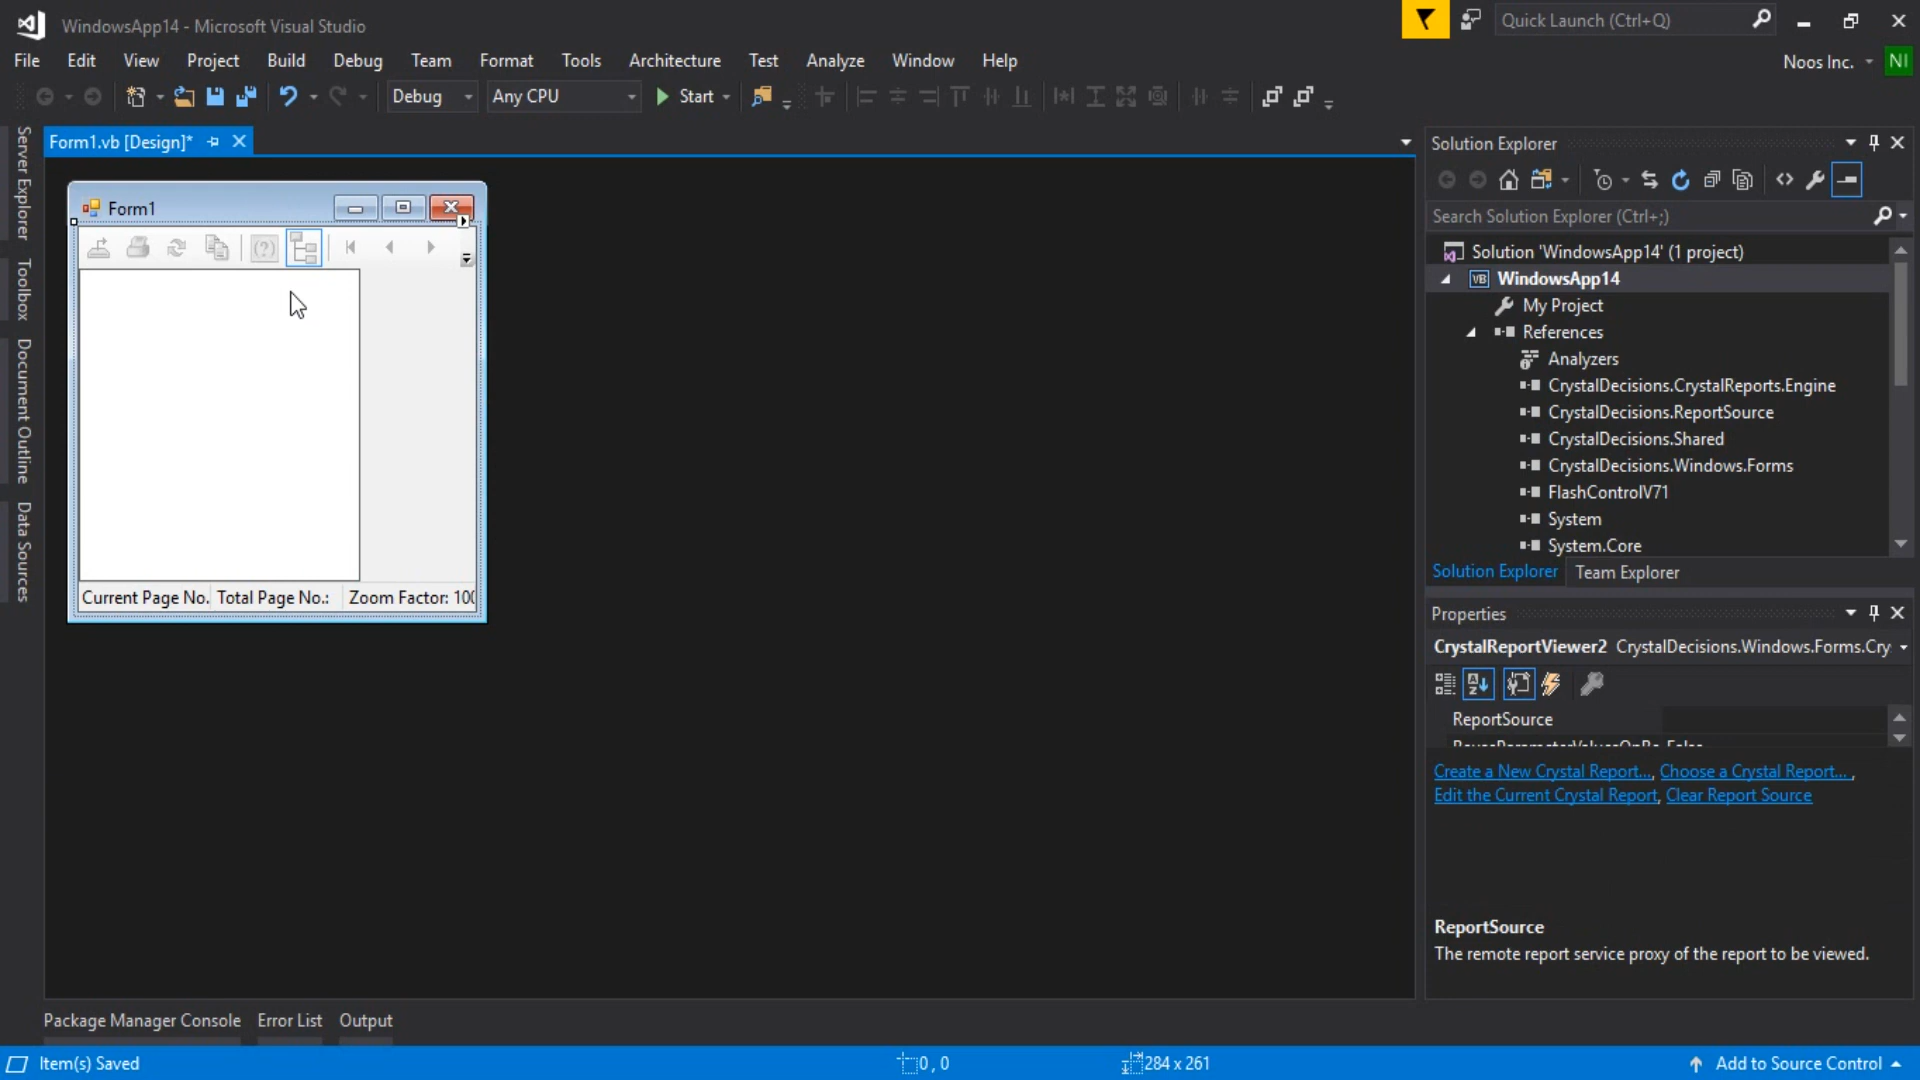 WindowsApp14 - Microsoft Visual Studio
Quick Launch (Ctrl+Q)
File Edit View Project Build Debug Team Format Tools Architecture Test Analyze Window Help
Noos Inc. NI
Debug Any CPU Start
Server Explorer
Toolbox
Document Outline
Data Sources
Form1.vb [Design]*
Form1
Current Page No. Total Page No.: Zoom Factor: 100
Solution Explorer
Search Solution Explorer (Ctrl+;)
Solution 'WindowsApp14' (1 project)
VB WindowsApp14
My Project
References
Analyzers
CrystalDecisions.CrystalReports.Engine
CrystalDecisions.ReportSource
CrystalDecisions.Shared
CrystalDecisions.Windows.Forms
FlashControlV71
System
System.Core
Solution Explorer Team Explorer
Properties
CrystalReportViewer2 CrystalDecisions.Windows.Forms.Cry
ReportSource
Create a New Crystal Report..., Choose a Crystal Report... ,
Edit the Current Crystal Report, Clear Report Source
ReportSource
The remote report service proxy of the report to be viewed.
Package Manager Console Error List Output
Item(s) Saved 0 , 0 284 x 261 Add to Source Control